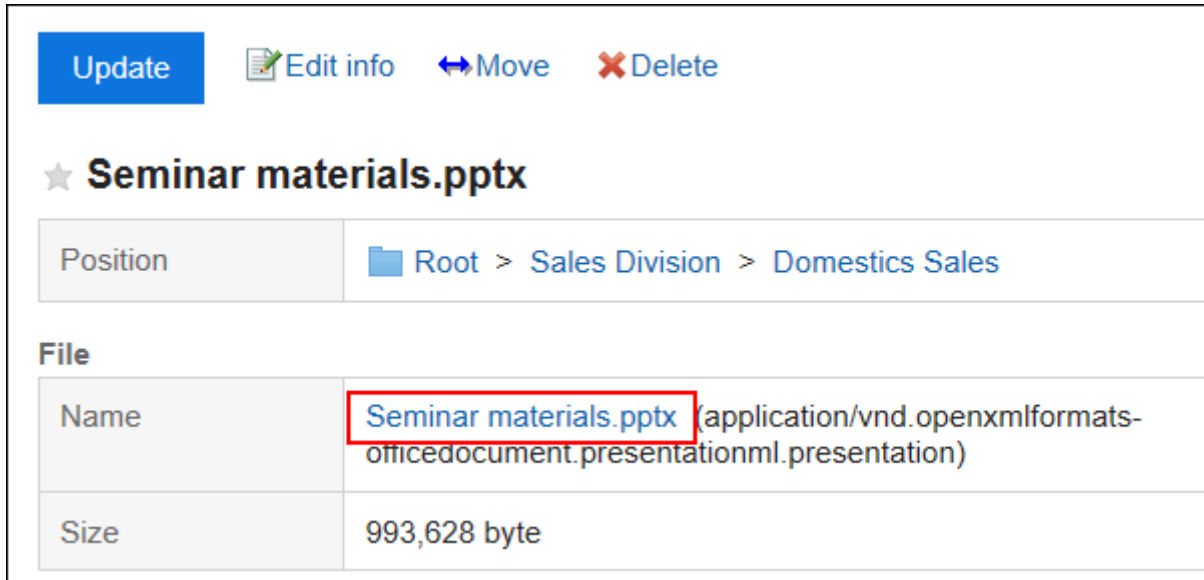 Update Edit info Move Delete
Seminar materials.pptx
Position Root > Sales Division > Domestics Sales
File
Name Seminar materials.pptx (application/vnd.openxmlformats-
officedocument.presentationml.presentation)
Size 993,628 byte